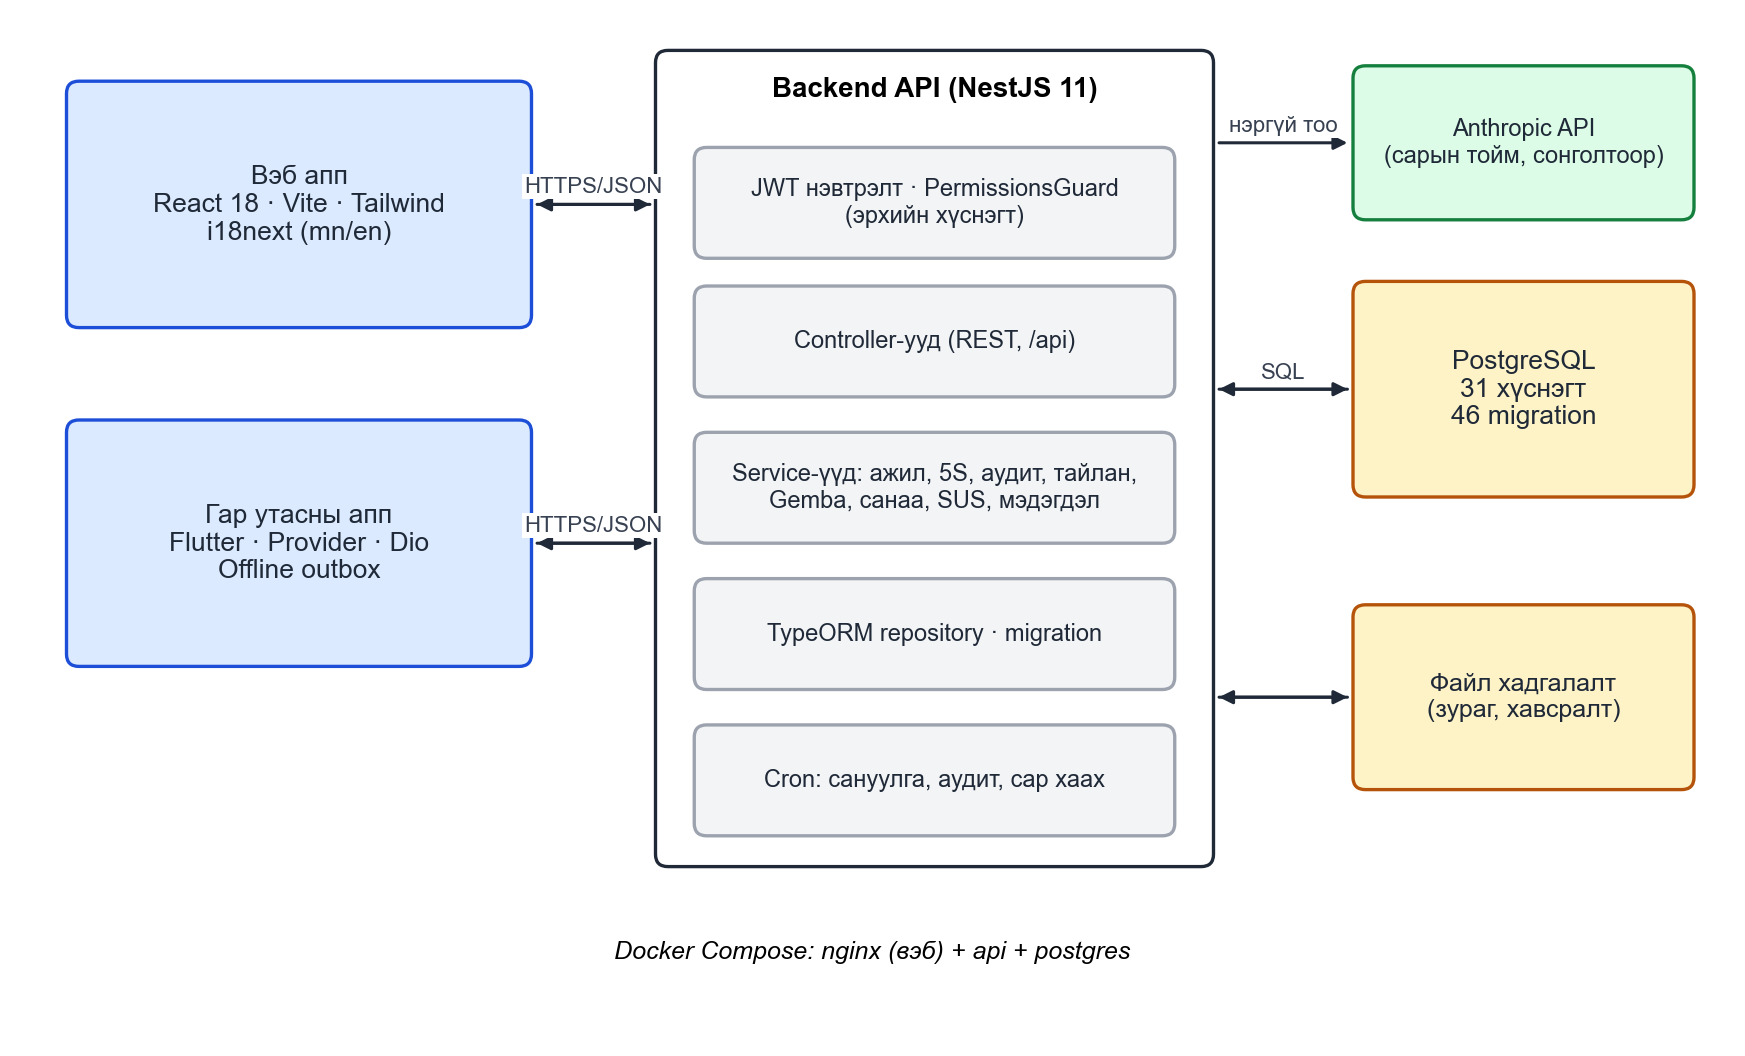 Вэб апп
React 18 · Vite · Tailwind
i18next (mn/en)
HTTPS/JSON
Гар утасны апп
Flutter · Provider · Dio
Offline outbox
HTTPS/JSON
Backend API (NestJS 11)
JWT нэвтрэлт · PermissionsGuard
(эрхийн хүснэгт)
Controller-ууд (REST, /api)
Service-үүд: ажил, 5S, аудит, тайлан,
Gemba, санаа, SUS, мэдэгдэл
TypeORM repository · migration
Cron: сануулга, аудит, сар хаах
нэргүй тоо
Anthropic API
(сарын тойм, сонголтоор)
SQL
PostgreSQL
31 хүснэгт
46 migration
Файл хадгалалт
(зураг, хавсралт)
Docker Compose: nginx (вэб) + api + postgres